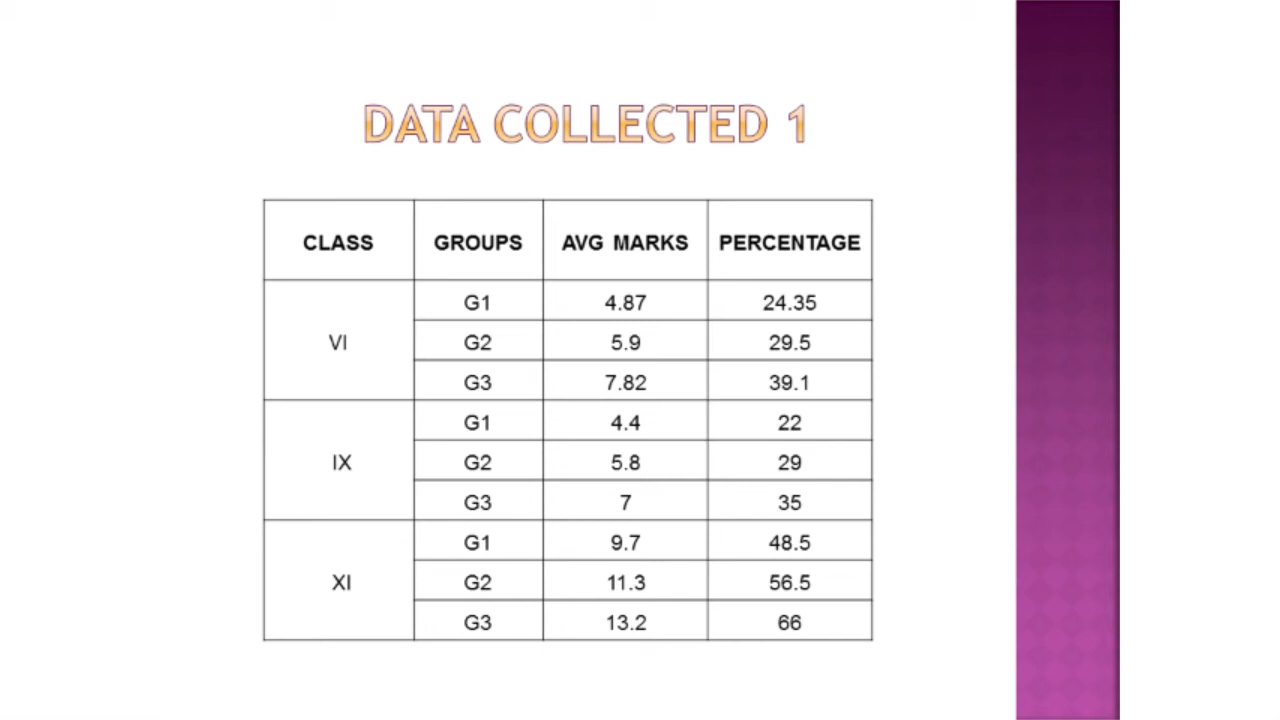 DATA COLLECTED 1
CLASS GROUPS AVG MARKS PERCENTAGE
VI
G1 4.87 24.35
G2 5.9 29.5
G3 7.82 39.1
IX
G1 4.4 22
G2 5.8 29
G3 7 35
XI
G1 9.7 48.5
G2 11.3 56.5
G3 13.2 66